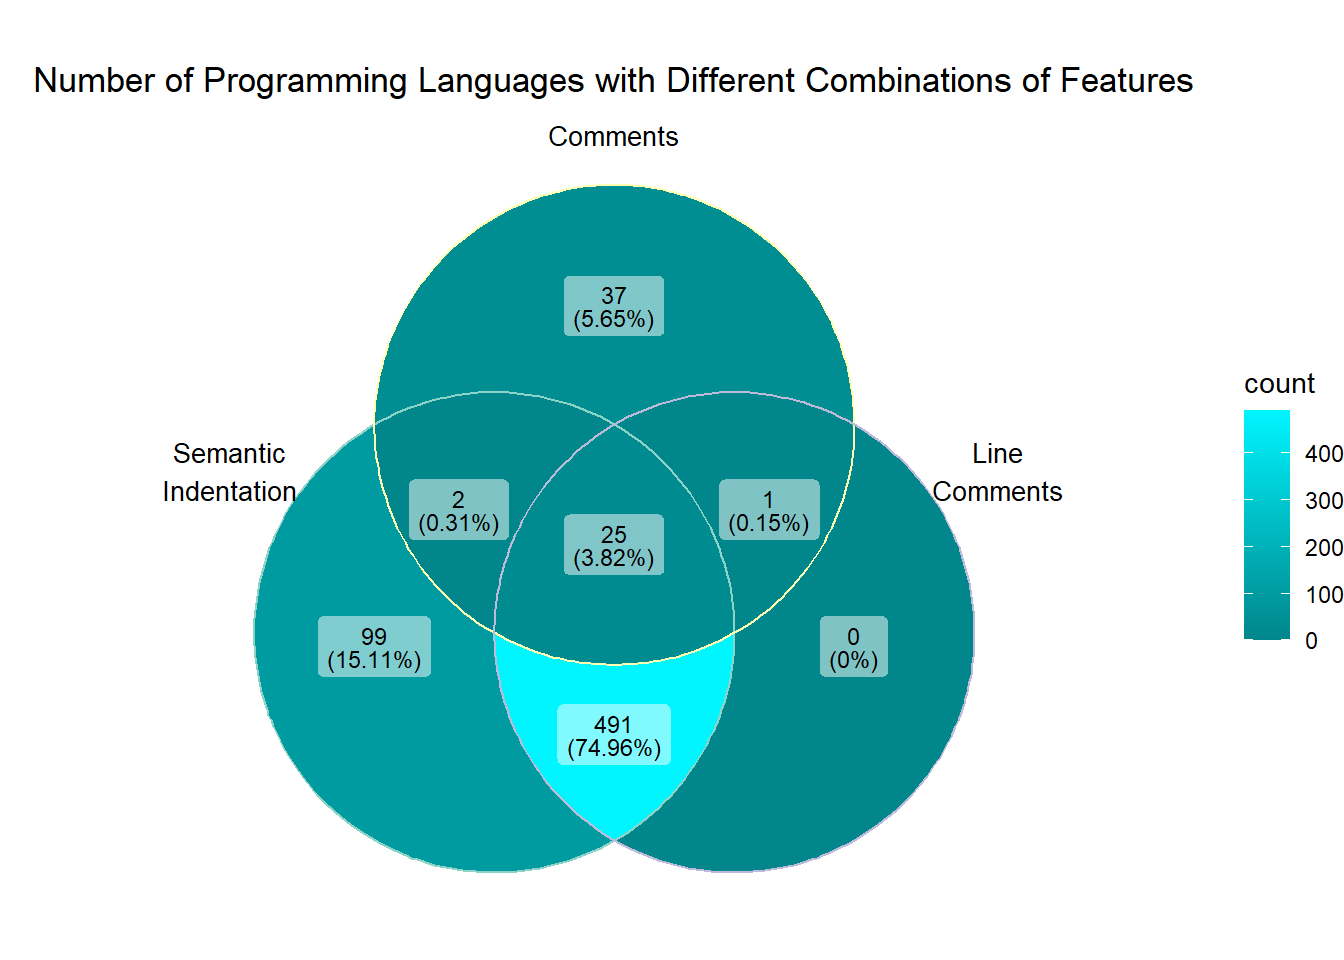 Number of Programming Languages with Different Combinations of Features
Comments
37
(5.65%)
count
400
300
200
100
0
Semantic
Indentation
Line
Comments
2
(0.31%)
1
(0.15%)
25
(3.82%)
99
(15.11%)
0
(0%)
491
(74.96%)